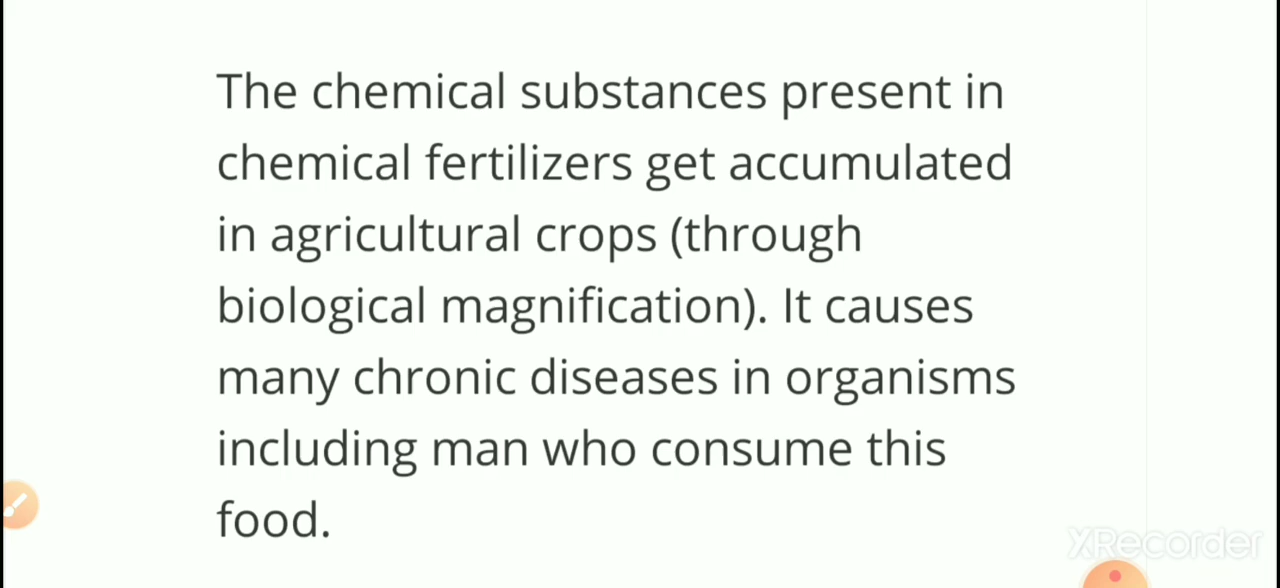 The chemical substances present in
chemical fertilizers get accumulated
in agricultural crops (through
biological magnification). It causes
many chronic diseases in organisms
including man who consume this
food.
XRecorder